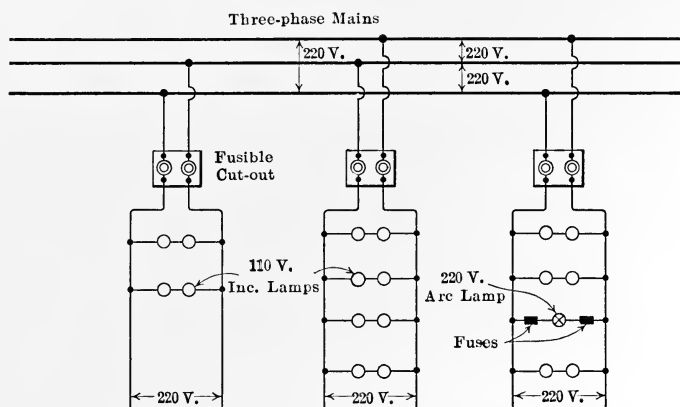 Three-phase Mains
220 V.
220 V.
220 V.
Fusible
Cut-out
110 V.
Inc. Lamps
220 V.
Arc Lamp
Fuses
220 V.
220 V.
220 V.